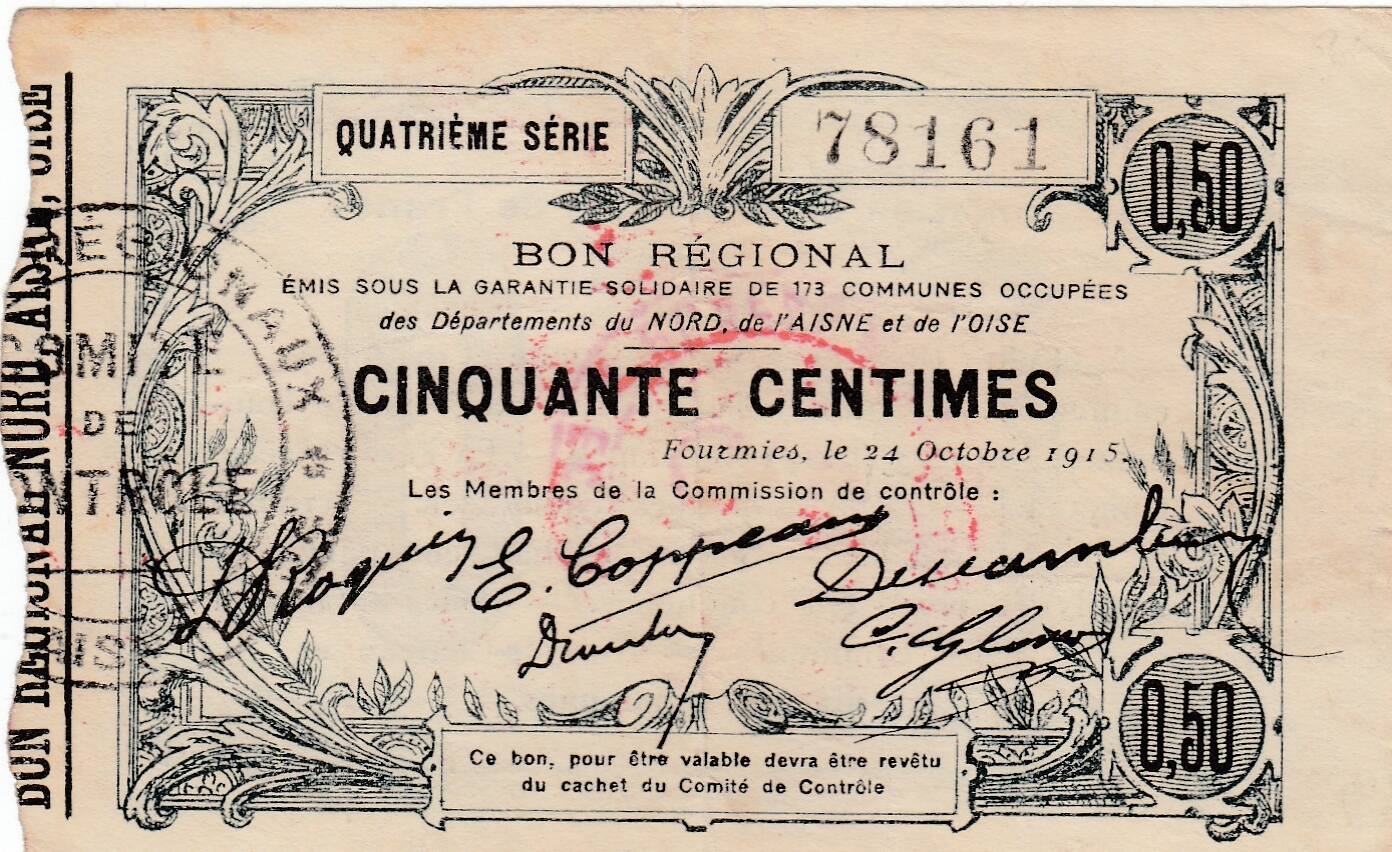 QUATRIÈME SÉRIE
78161
0,50
BON RÉGIONAL
ÉMIS SOUS LA GARANTIE SOLIDAIRE DE 173 COMMUNES OCCUPÉES
des Départements du NORD, de l'AISNE et de l'OISE
CINQUANTE CENTIMES
Fourmies, le 24 Octobre 1915.
Les Membres de la Commission de contrôle :
E. Coppeaux
0,50
Ce bon, pour être valable devra être revêtu
du cachet du Comité de Contrôle
BON RÉGIONAL NORD, AISNE, OISE
DE